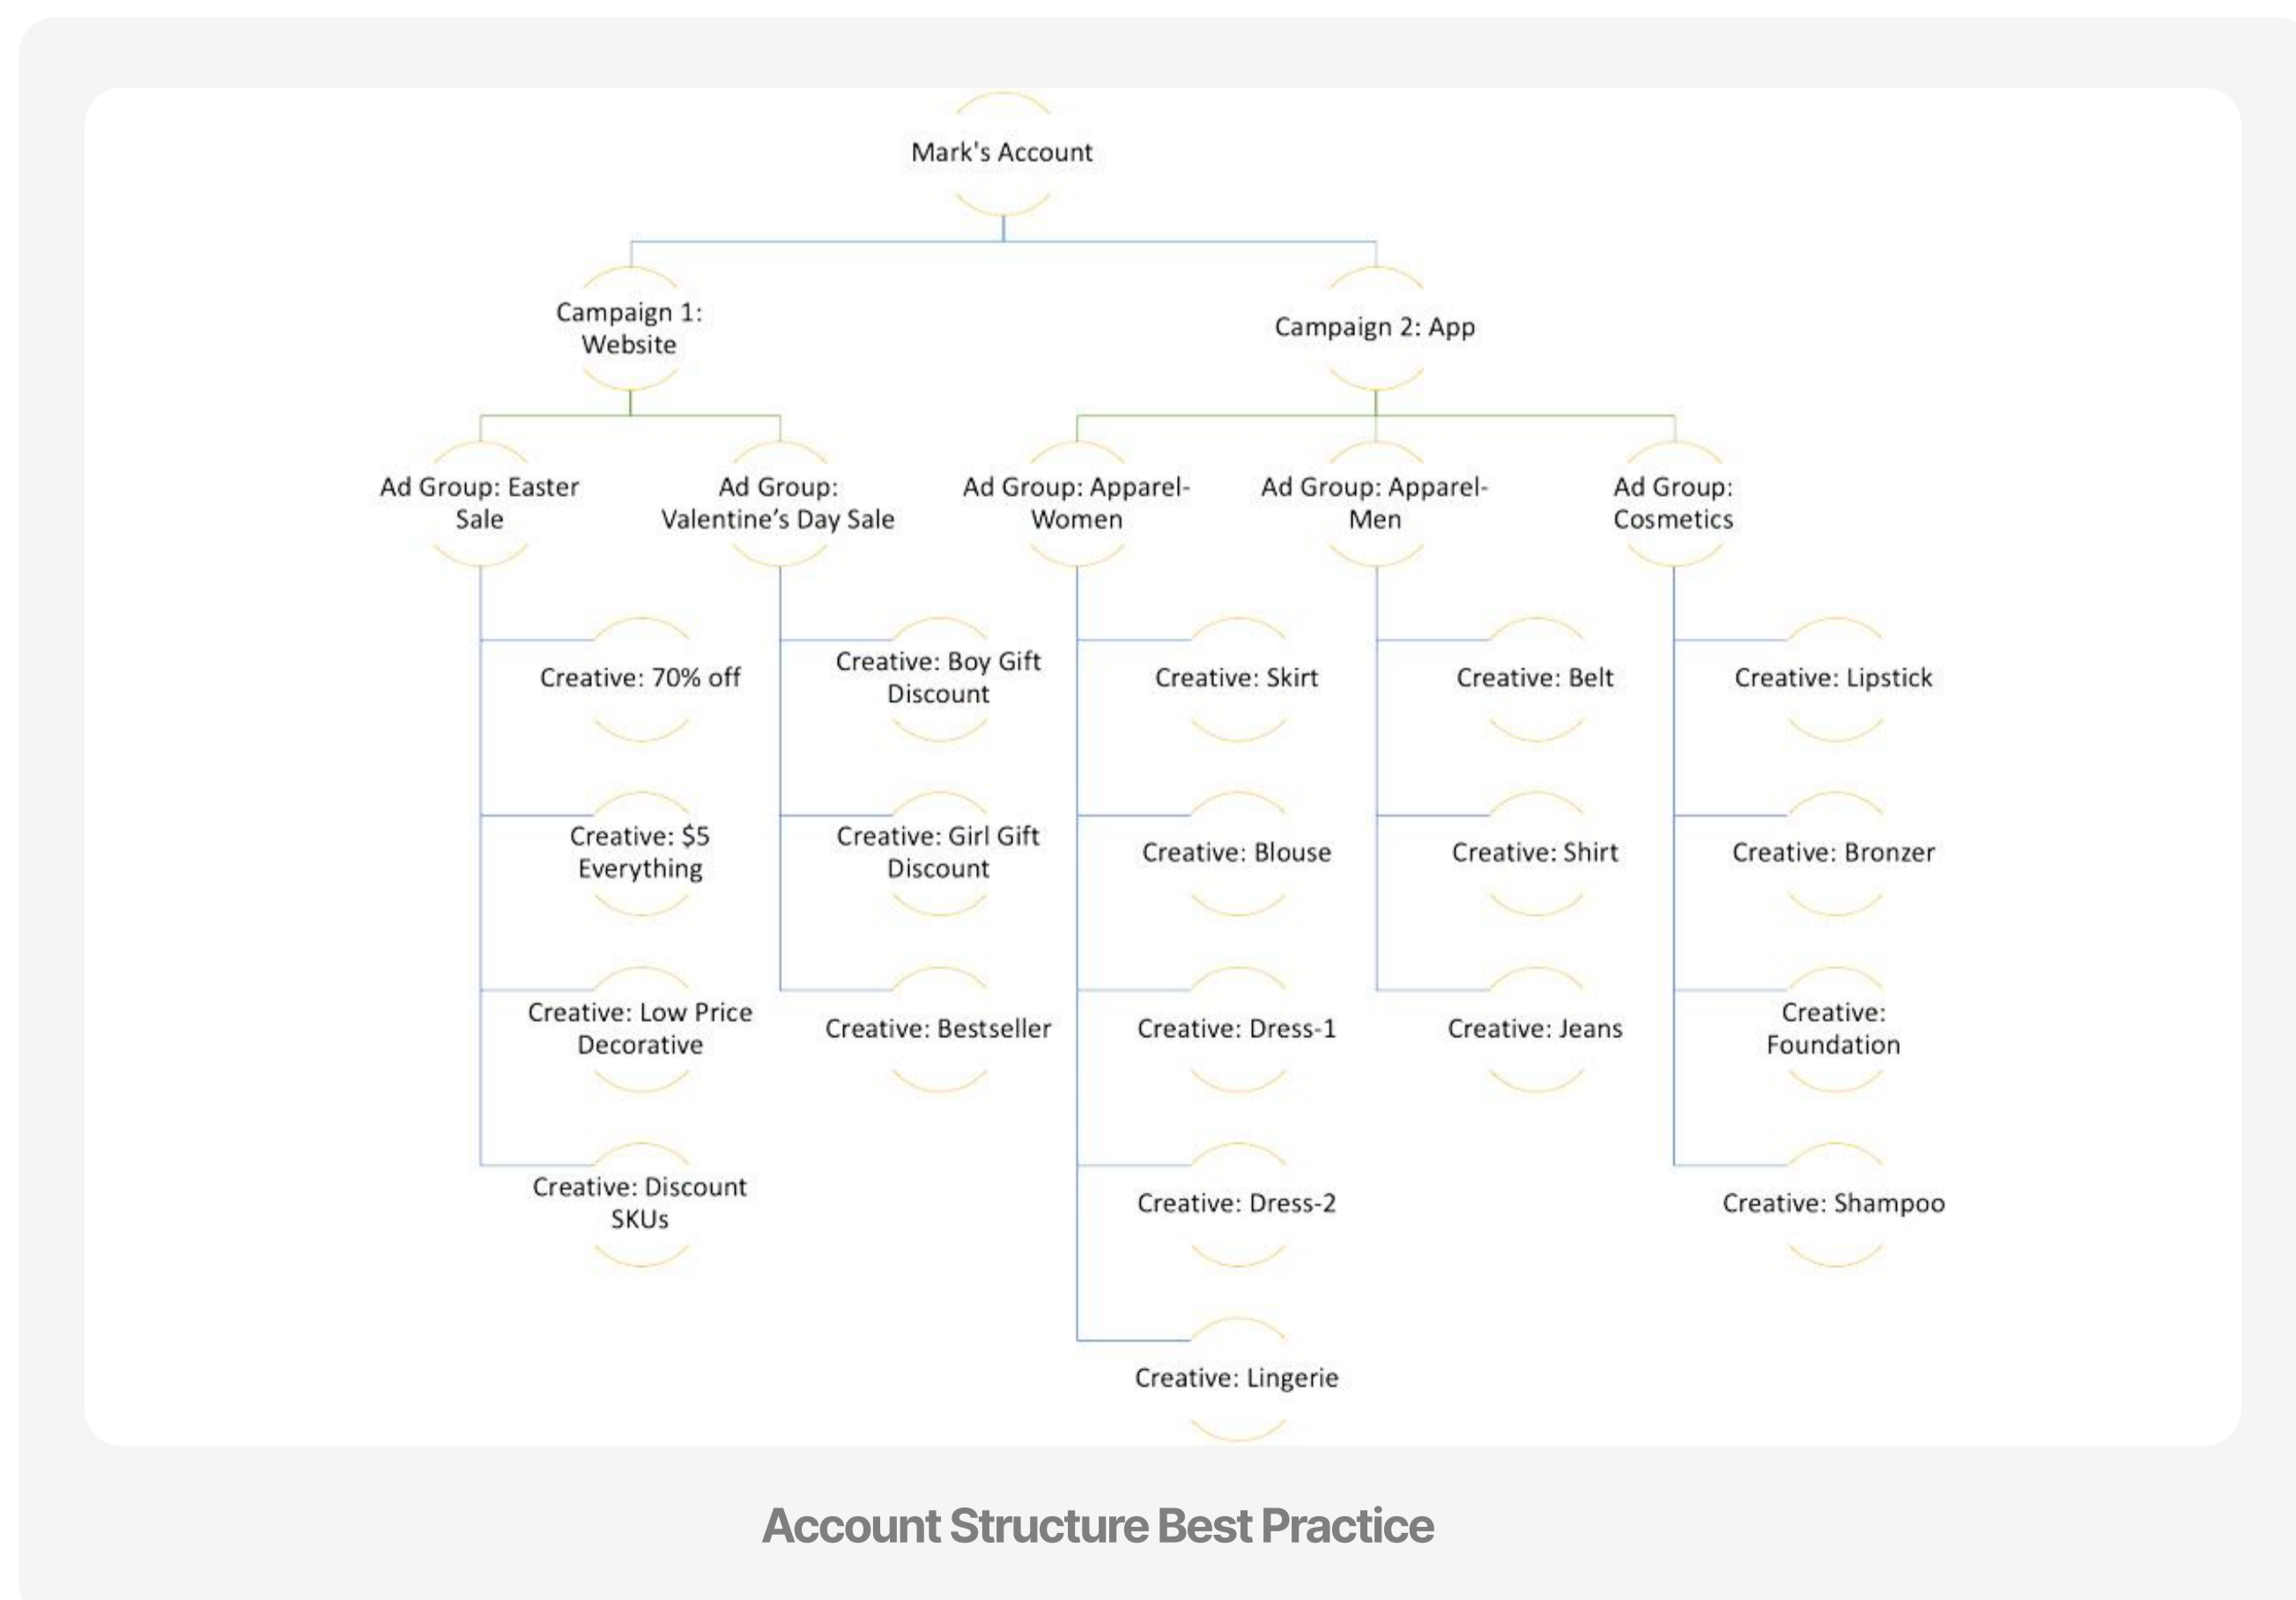 Mark's Account
Campaign 1:
Website
Campaign 2: App
Ad Group: Easter
Sale
Ad Group:
Valentine’s Day Sale
Ad Group: Apparel-
Women
Ad Group: Apparel-
Men
Ad Group:
Cosmetics
Creative: 70% off
Creative: $5
Everything
Creative: Low Price
Decorative
Creative: Discount
SKUs
Creative: Boy Gift
Discount
Creative: Girl Gift
Discount
Creative: Bestseller
Creative: Skirt
Creative: Blouse
Creative: Dress-1
Creative: Dress-2
Creative: Lingerie
Creative: Belt
Creative: Shirt
Creative: Jeans
Creative: Lipstick
Creative: Bronzer
Creative:
Foundation
Creative: Shampoo
Account Structure Best Practice